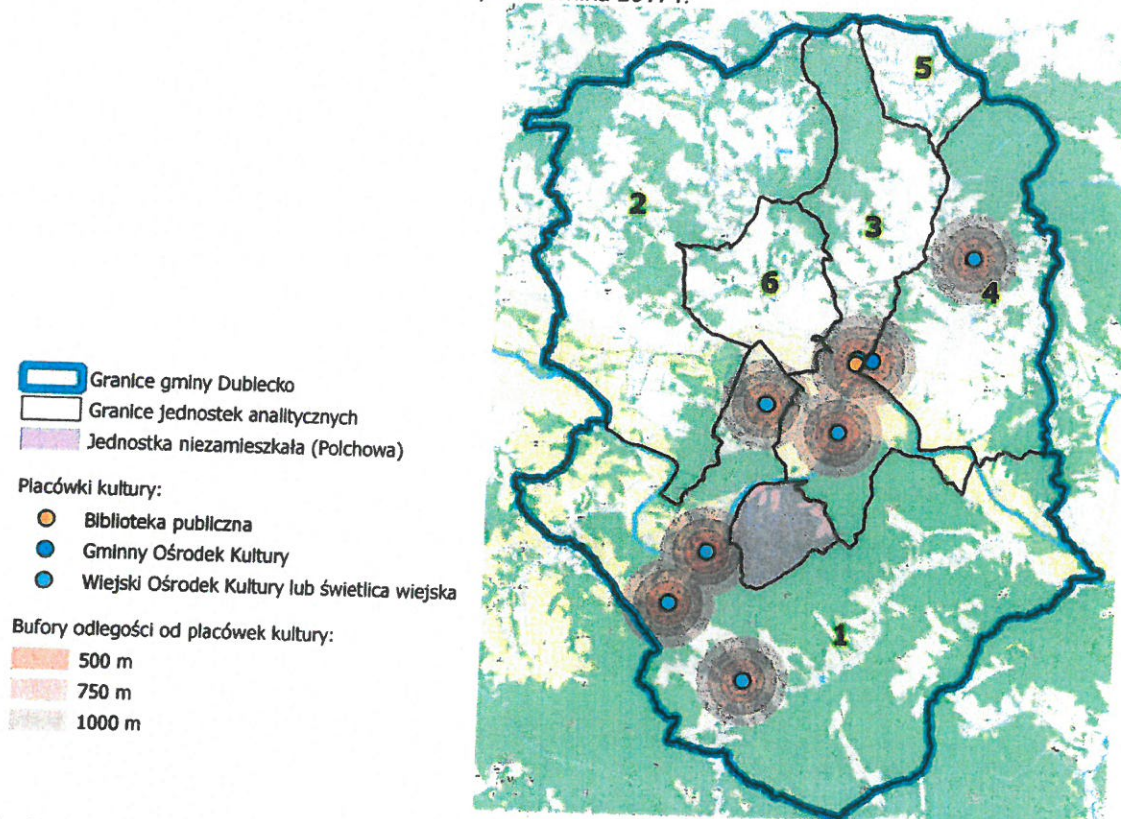 2017 r.
5
2
3
6
4
1
Granice gminy Dubiecko
Granice jednostek analitycznych
Jednostka niezamieszkała (Polchowa)
Placówki kultury:
Biblioteka publiczna
Gminny Ośrodek Kultury
Wiejski Ośrodek Kultury lub świetlica wiejska
Bufory odległości od placówek kultury:
500 m
750 m
1000 m